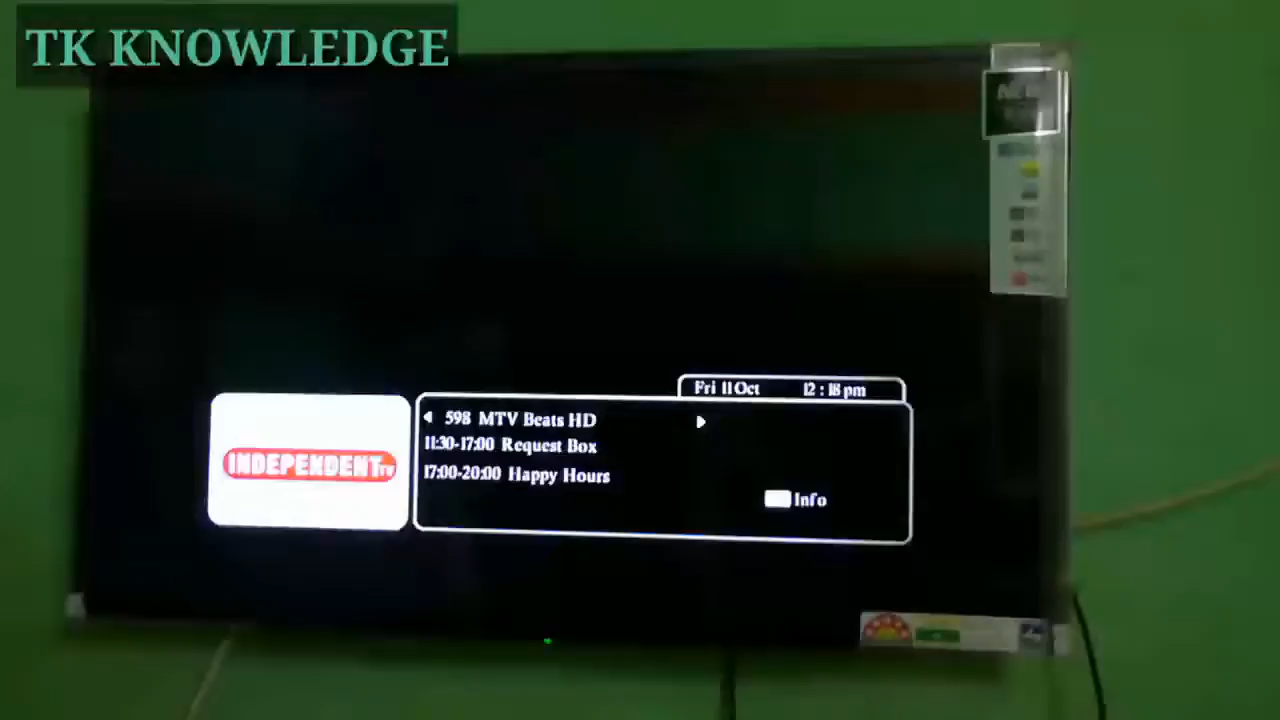 TK KNOWLEDGE
Fri 11 Oct 12 : 18 pm
598 MTV Beats HD
11:30-17:00 Request Box
INDEPENDENT TV
17:00-20:00 Happy Hours
Info